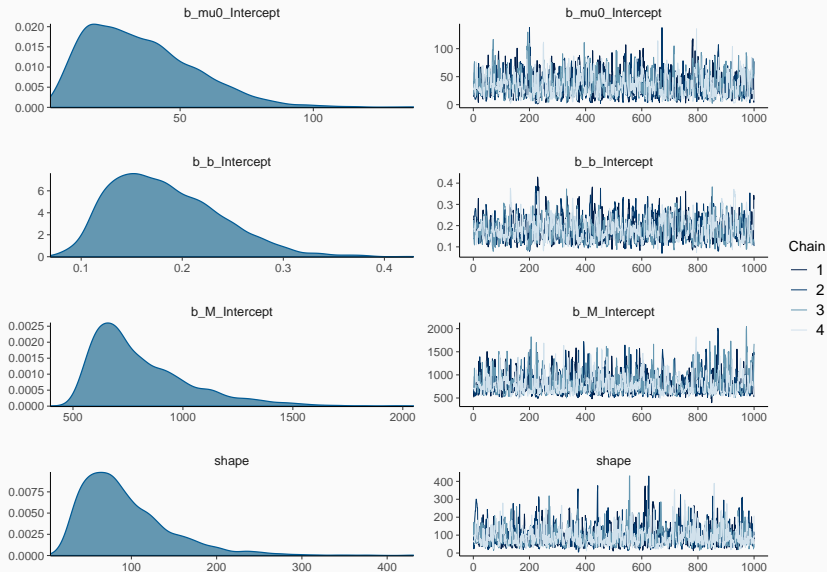 b_mu0_Intercept
0.020
0.015
0.010
0.005
0.000
50 100
b_mu0_Intercept
100
50
0
0 200 400 600 800 1000
b_b_Intercept
6
4
2
0
0.1 0.2 0.3 0.4
b_b_Intercept
0.4
0.3
0.2
0.1
0 200 400 600 800 1000
b_M_Intercept
0.0025
0.0020
0.0015
0.0010
0.0005
0.0000
500 1000 1500 2000
b_M_Intercept
2000
1500
1000
500
0 200 400 600 800 1000
shape
0.0075
0.0050
0.0025
0.0000
100 200 300 400
shape
400
300
200
100
0
0 200 400 600 800 1000
Chain
1
2
3
4